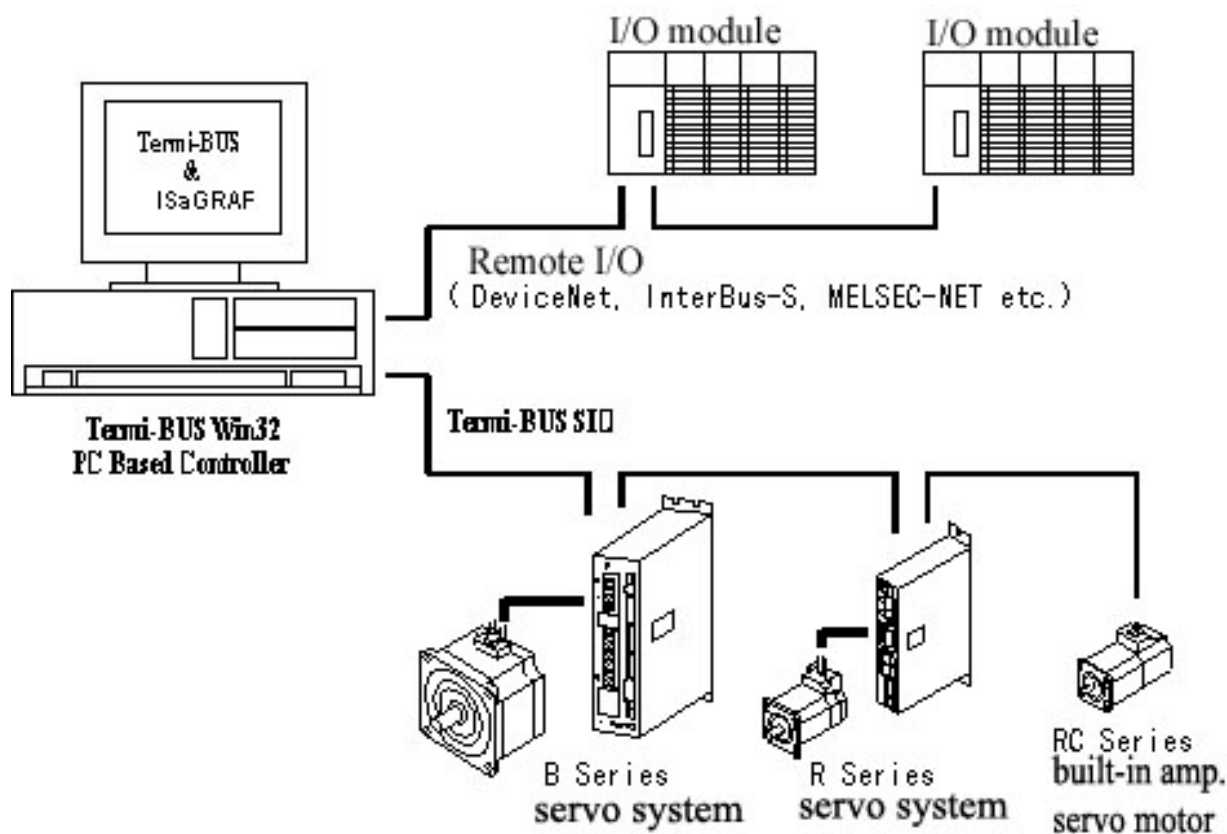 I/O module
I/O module
Termi-BUS
&
ISaGRAF
Remote I/O
( DeviceNet, InterBus-S, MELSEC-NET etc.)
Termi-BUS Win32
PC Based Controller
Termi-BUS SIO
B Series
servo system
R Series
servo system
RC Series
built-in amp.
servo motor